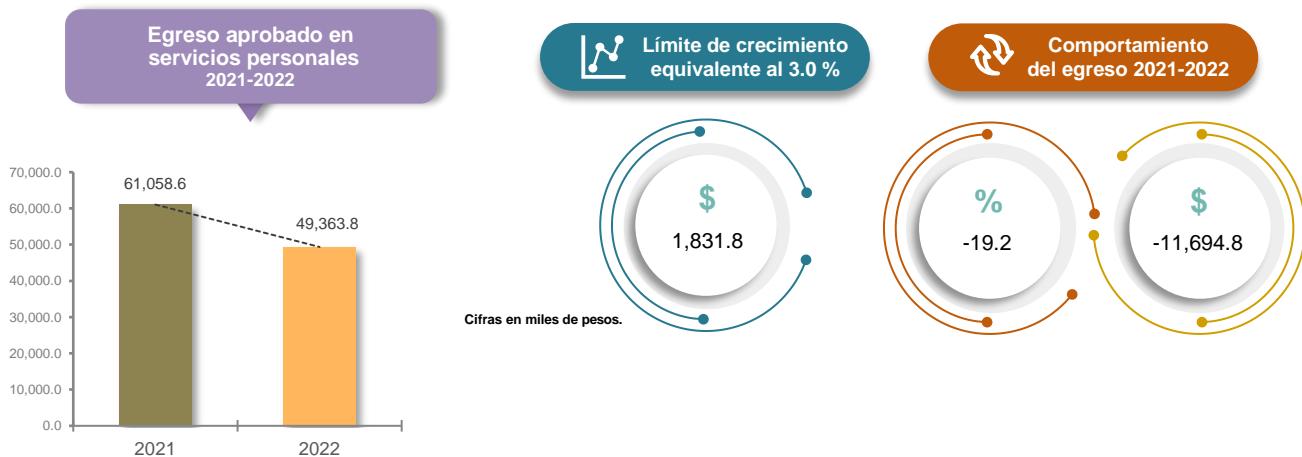 Egreso aprobado en
servicios personales
2021-2022
Límite de crecimiento
equivalente al 3.0 %
Comportamiento
del egreso 2021-2022
70,000.0
60,000.0
50,000.0
40,000.0
30,000.0
20,000.0
10,000.0
0.0
61,058.6
49,363.8
2021
2022
$
1,831.8
%
-19.2
$
-11,694.8
Cifras en miles de pesos.